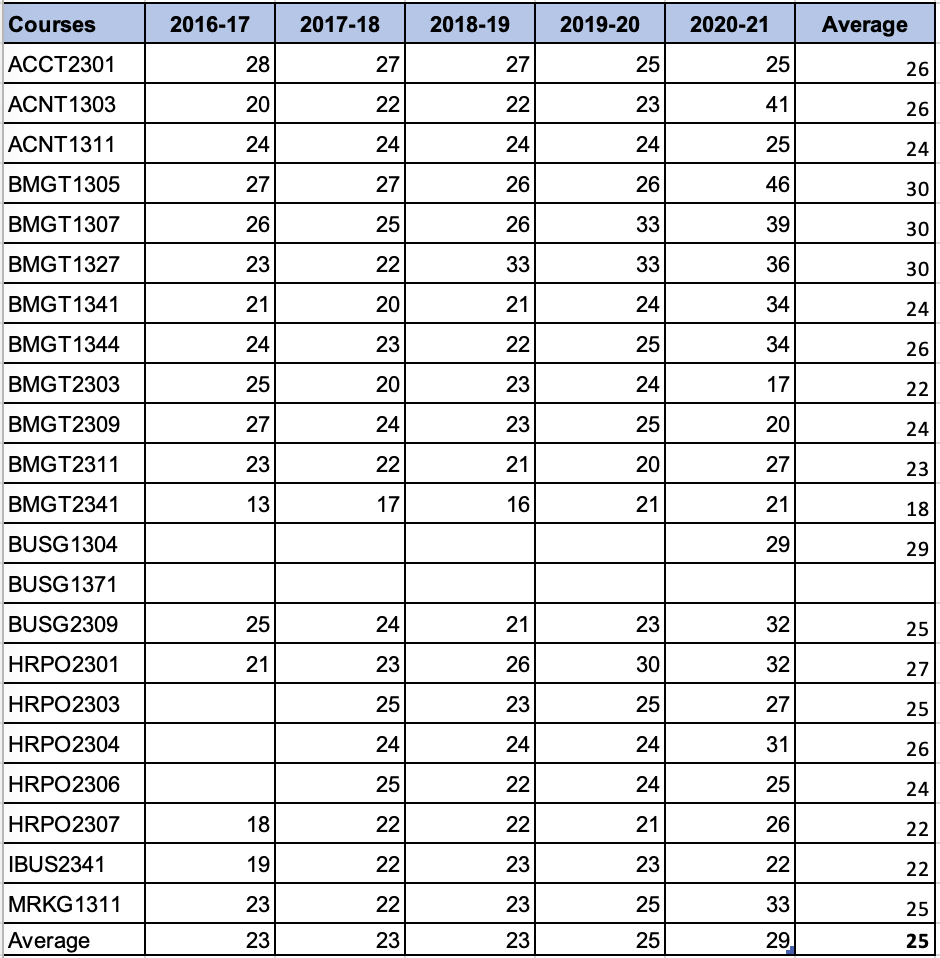 Courses 2016-17 2017-18 2018-19 2019-20 2020-21 Average
ACCT2301 28 27 27 25 25 26
ACNT1303 20 22 22 23 41 26
ACNT1311 24 24 24 24 25 24
BMGT1305 27 27 26 26 46 30
BMGT1307 26 25 26 33 39 30
BMGT1327 23 22 33 33 36 30
BMGT1341 21 20 21 24 34 24
BMGT1344 24 23 22 25 34 26
BMGT2303 25 20 23 24 17 22
BMGT2309 27 24 23 25 20 24
BMGT2311 23 22 21 20 27 23
BMGT2341 13 17 16 21 21 18
BUSG1304 29 29
BUSG1371
BUSG2309 25 24 21 23 32 25
HRPO2301 21 23 26 30 32 27
HRPO2303 25 23 25 27 25
HRPO2304 24 24 24 31 26
HRPO2306 25 22 24 25 24
HRPO2307 18 22 22 21 26 22
IBUS2341 19 22 23 23 22 22
MRKG1311 23 22 23 25 33 25
Average 23 23 23 25 29 25